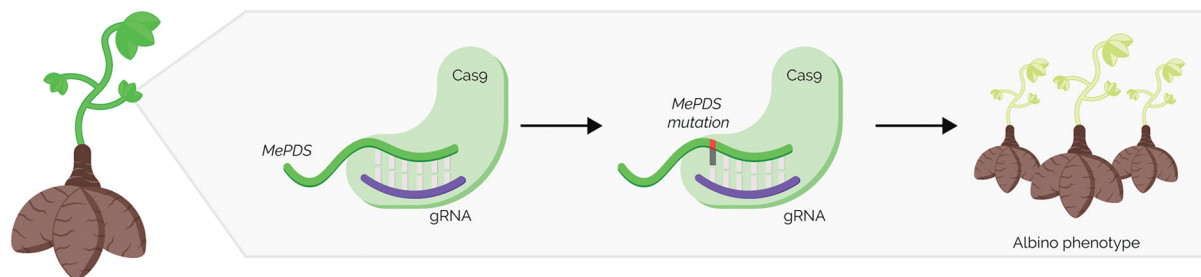 Cas9
MePDS
gRNA
Cas9
MePDS
mutation
gRNA
Albino phenotype